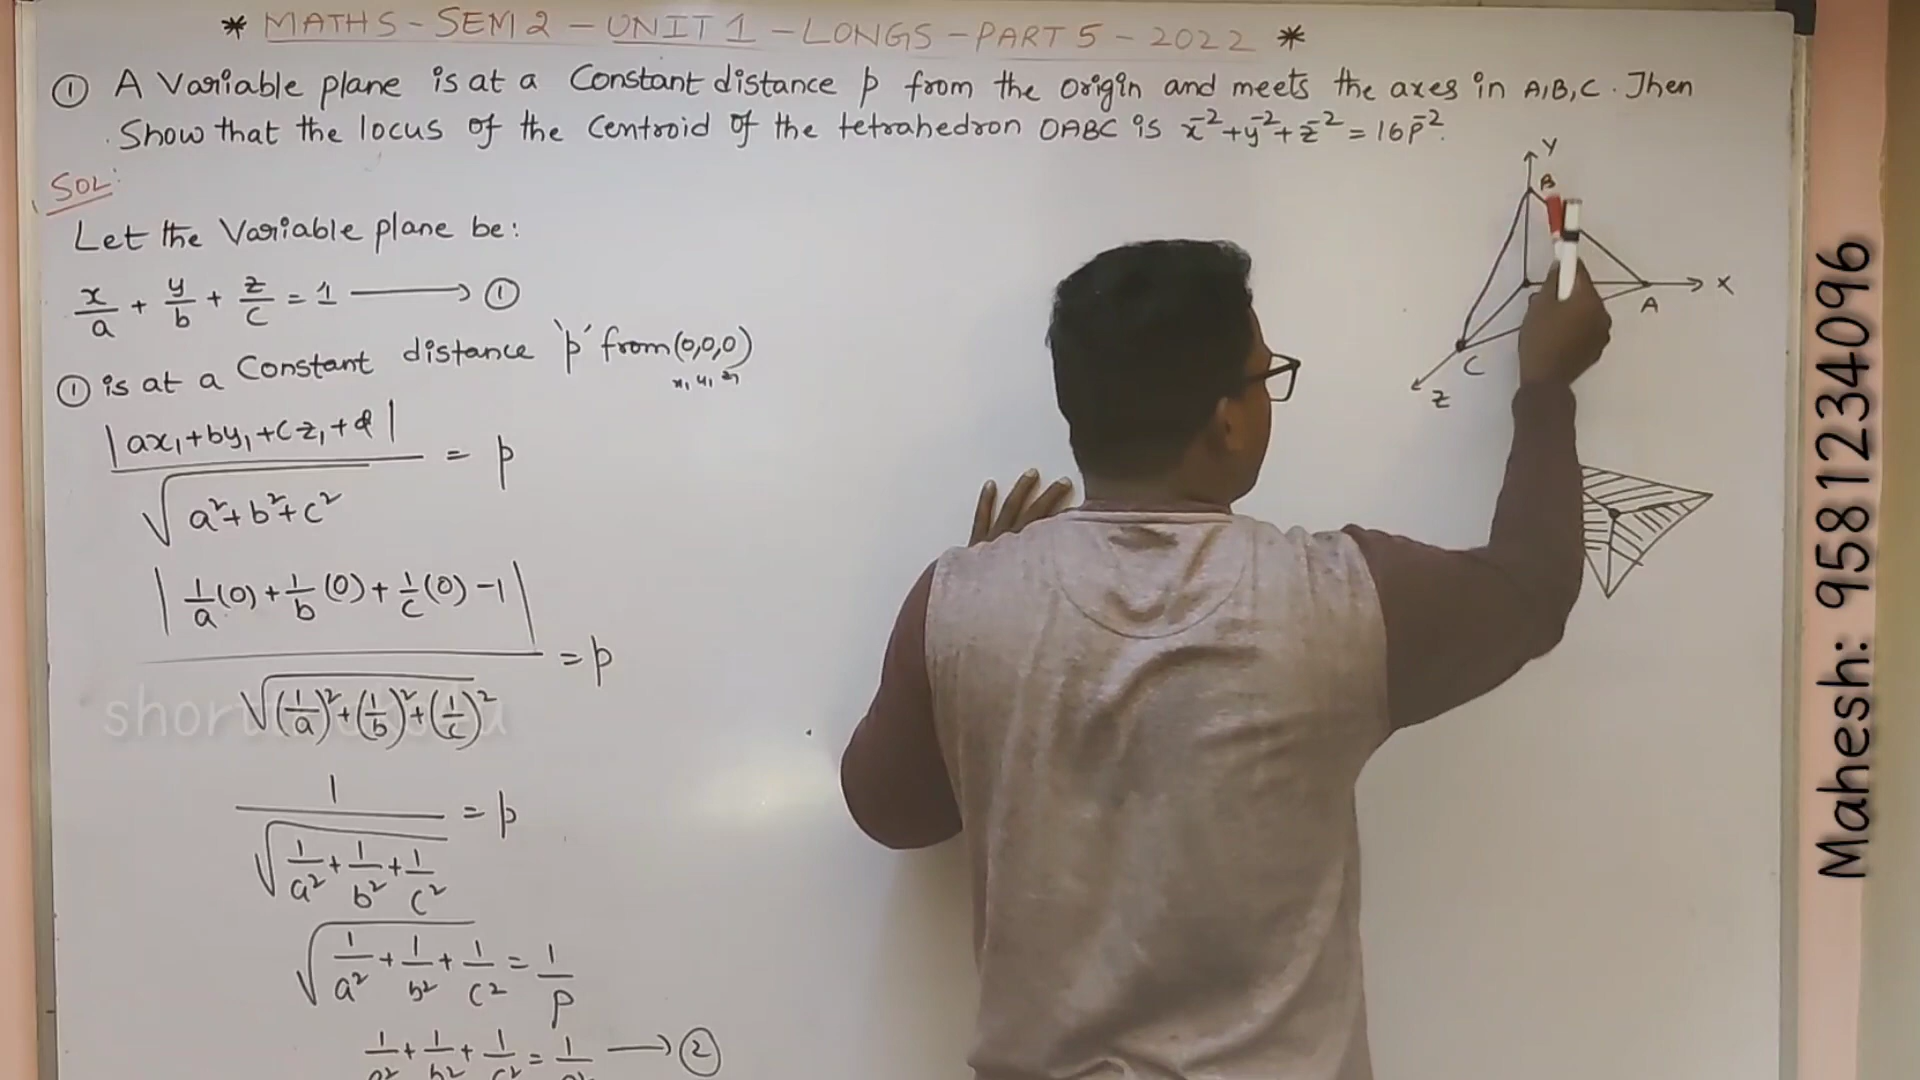 * MATHS - SEM 2 - UNIT 1 - LONGS - PART 5 - 2022 *
① A Variable plane is at a Constant distance p from the origin and meets the axes in A,B,C. Then
Show that the locus of the Centroid of the tetrahedron OABC is x⁻²+y⁻²+z⁻² = 16p⁻².
SOL:
Let the Variable plane be:
x/a + y/b + z/c = 1 ⟶ ①
① is at a Constant distance 'p' from (0,0,0)
x₁ y₁ z₁
|ax₁+by₁+cz₁+d| / √(a²+b²+c²) = p
|1/a(0)+1/b(0)+1/c(0)-1| / √((1/a)²+(1/b)²+(1/c)²) = p
1 / √(1/a²+1/b²+1/c²) = p
√(1/a²+1/b²+1/c²) = 1/p
1/a²+1/b²+1/c² = 1/p² ⟶ ②
Y
B
X
A
C
Z
Mahesh: 9581234096